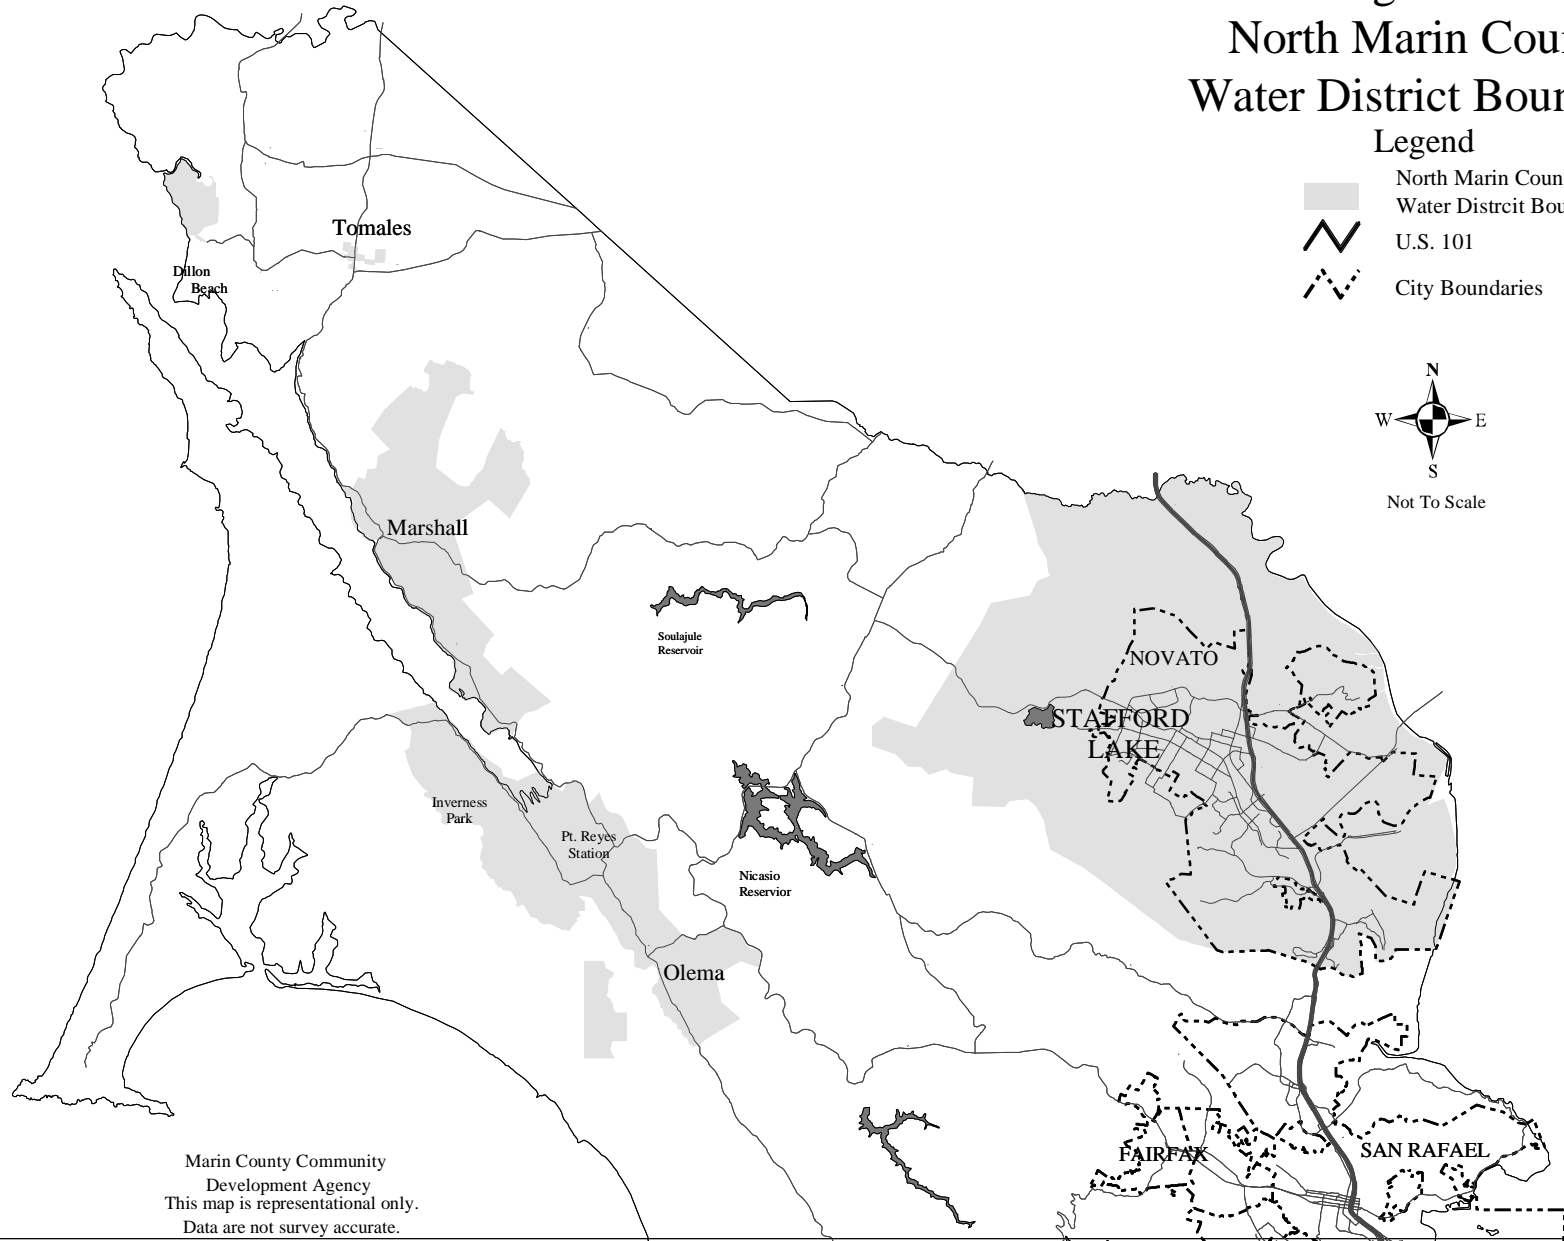 North Marin Cou
Water District Bour
Legend
North Marin Coun
Water Distrcit Bou
U.S. 101
City Boundaries
N
W E
S
Not To Scale
Tomales
Dillon
Beach
Marshall
Soulajule
Reservoir
NOVATO
STAFFORD
LAKE
Inverness
Park
Pt. Reyes
Station
Nicasio
Reservior
Olema
FAIRFAX
SAN RAFAEL
Marin County Community
Development Agency
This map is representational only.
Data are not survey accurate.